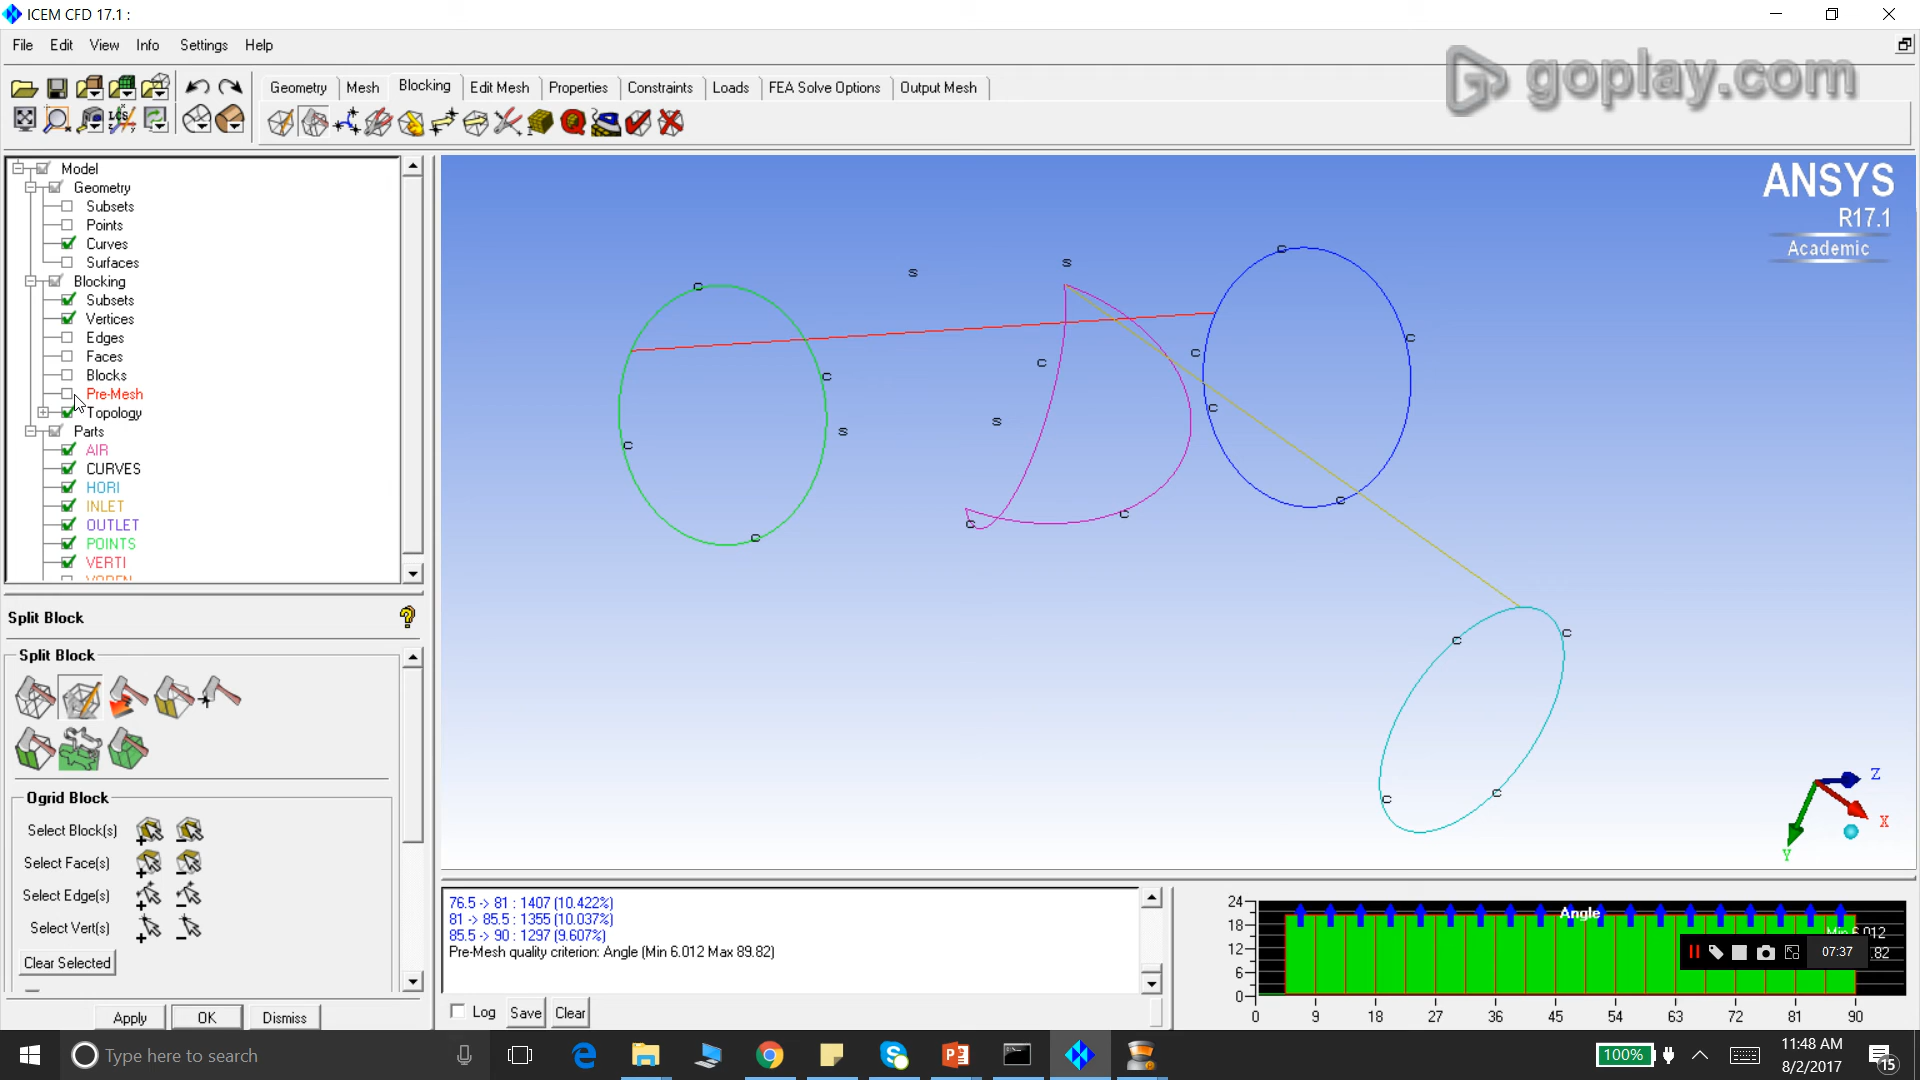 ICEM CFD 17.1 :
File Edit View Info Settings Help
goplay.com
Geometry Mesh Blocking Edit Mesh Properties Constraints Loads FEA Solve Options Output Mesh
LCS
Model
Geometry
Subsets
Points
Curves
Surfaces
Blocking
Subsets
Vertices
Edges
Faces
Blocks
Pre-Mesh
Topology
Parts
AIR
CURVES
HORI
INLET
OUTLET
POINTS
VERTI
ANSYS
R17.1
Academic
c s s c c c c c c c s s c c c c c c c c c
Z
X
Y
Split Block
Split Block
Ogrid Block
Select Block(s)
Select Face(s)
Select Edge(s)
Select Vert(s)
Clear Selected
Apply OK Dismiss
76.5 -> 81 : 1407 (10.422%)
81 -> 85.5 : 1355 (10.037%)
85.5 -> 90 : 1297 (9.607%)
Pre-Mesh quality criterion: Angle (Min 6.012 Max 89.82)
Log Save Clear
24
18
12
6
0
Angle
Min 6.012
.82
07:37
0 9 18 27 36 45 54 63 72 81 90
Type here to search
100%
11:48 AM
8/2/2017
15